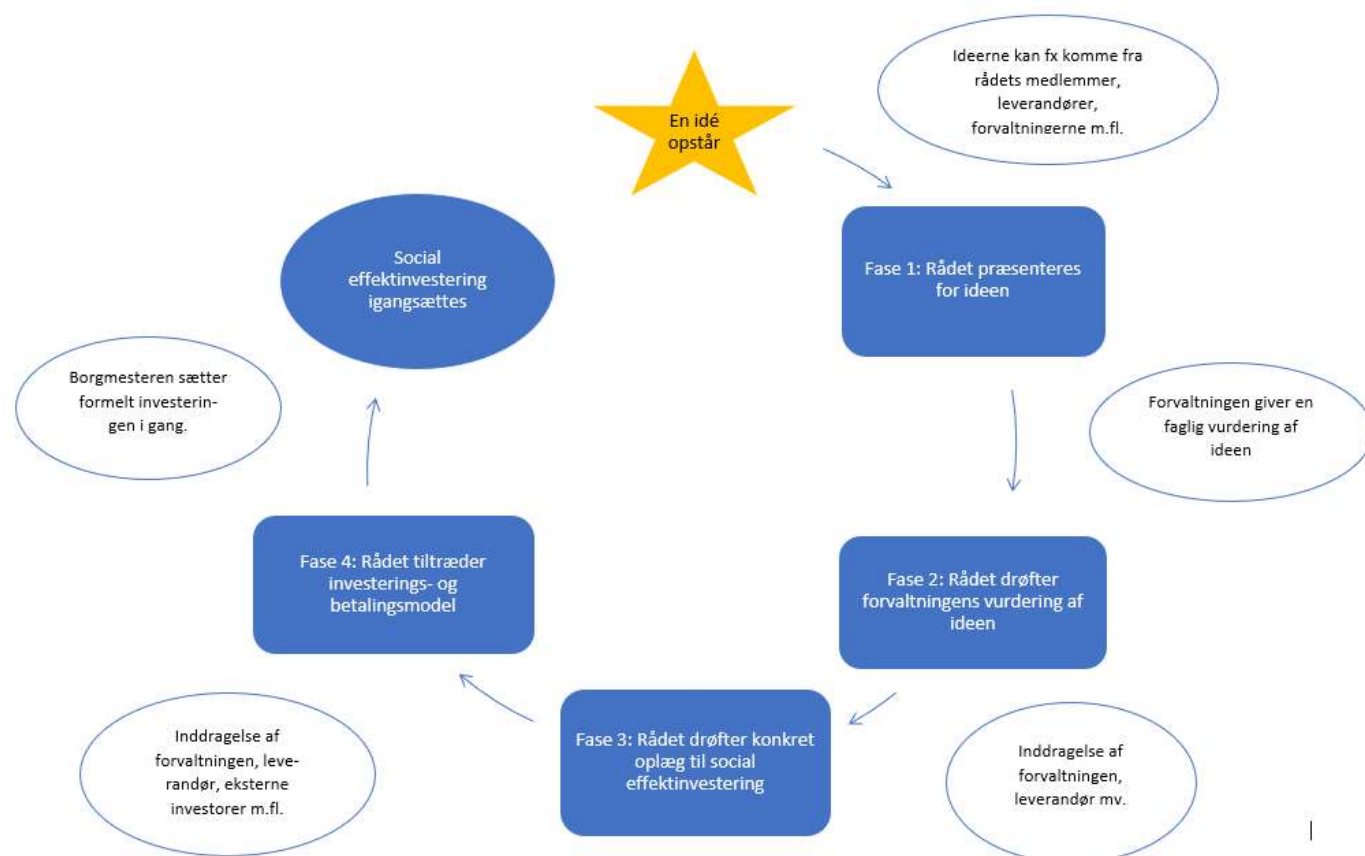 En idé
opstår
Ideerne kan fx komme fra
rådets medlemmer,
leverandører,
forvaltningerne m.fl.
Fase 1: Rådet præsenteres
for ideen
Forvaltningen giver en
faglig vurdering af
ideen
Fase 2: Rådet drøfter
forvaltningens vurdering af
ideen
Inddragelse af
forvaltningen,
leverandør mv.
Fase 3: Rådet drøfter konkret
oplæg til social
effektinvestering
Inddragelse af
forvaltningen, leve-
randør, eksterne
investorer m.fl.
Fase 4: Rådet tiltræder
investerings- og
betalingsmodel
Borgmesteren sætter
formelt investerin-
gen i gang.
Social
effektinvestering
igangsættes